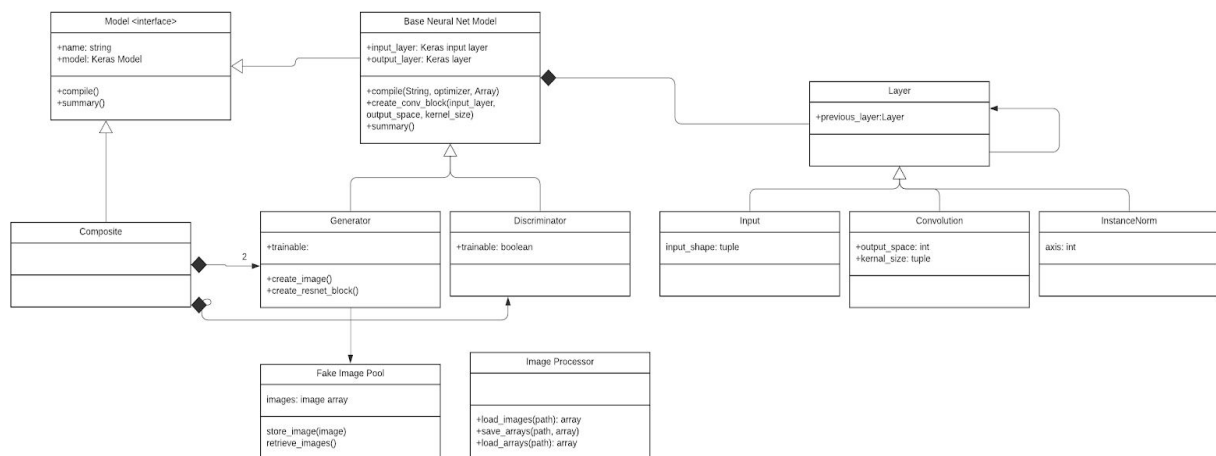 Model <interface>
+name: string
+model: Keras Model
+compile()
+summary()
Base Neural Net Model
+input_layer: Keras input layer
+output_layer: Keras layer
+compile(String, optimizer, Array)
+create_conv_block(input_layer,
output_space, kernel_size)
+summary()
Layer
+previous_layer:Layer
Composite
2
Generator
+trainable:
+create_image()
+create_resnet_block()
Discriminator
+trainable: boolean
Input
input_shape: tuple
Convolution
+output_space: int
+kernal_size: tuple
InstanceNorm
axis: int
Fake Image Pool
images: image array
store_image(image)
retrieve_images()
Image Processor
+load_images(path): array
+save_arrays(path, array)
+load_arrays(path): array